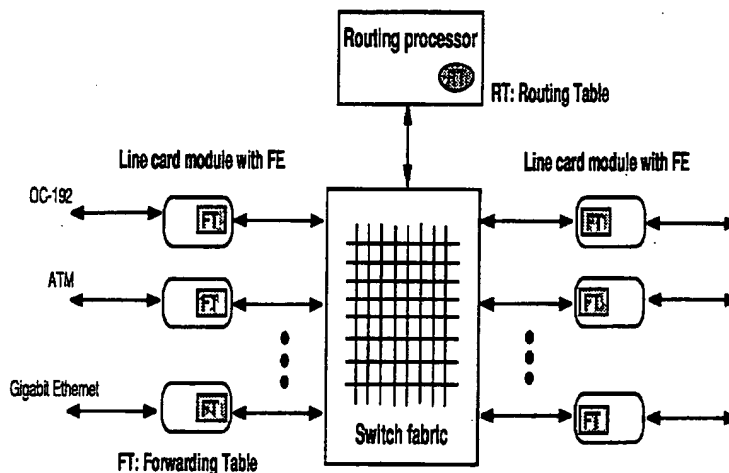 Routing processor
RT
RT: Routing Table
Line card module with FE
Line card module with FE
OC-192
FT
FT
ATM
FT
FT
Gigabit Ethernet
FT
FT
Switch fabric
FT: Forwarding Table